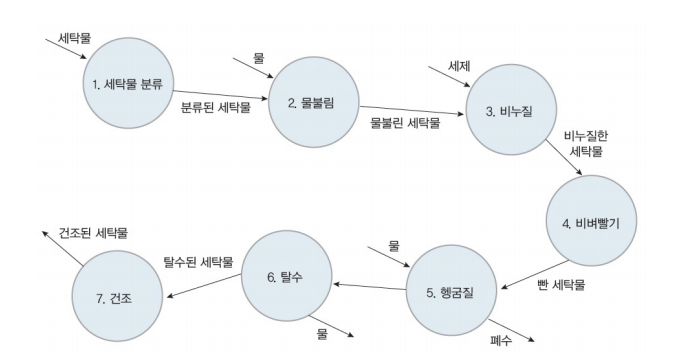 세탁물
1. 세탁물 분류
분류된 세탁물
물
2. 물불림
물불린 세탁물
세제
3. 비누질
비누질한
세탁물
4. 비벼빨기
빤 세탁물
물
5. 헹굼질
폐수
6. 탈수
물
탈수된 세탁물
7. 건조
건조된 세탁물